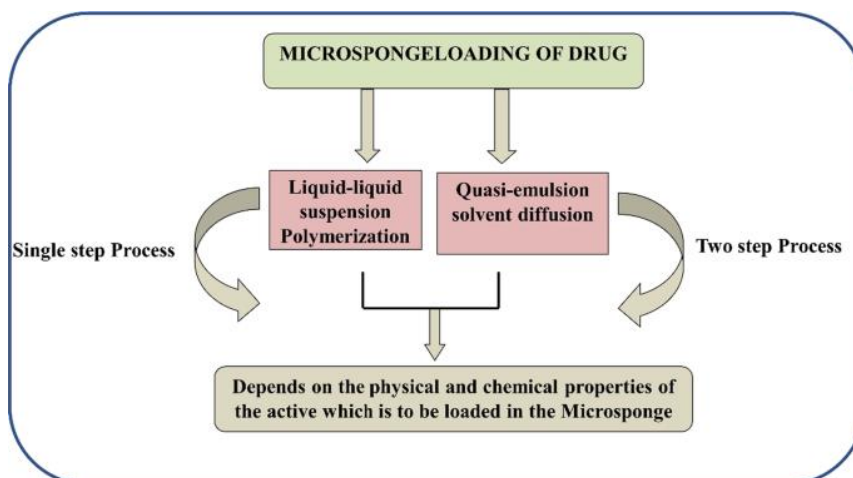 MICROSPONGELOADING OF DRUG
Liquid-liquid
suspension
Polymerization
Quasi-emulsion
solvent diffusion
Single step Process
Two step Process
Depends on the physical and chemical properties of
the active which is to be loaded in the Microsponge